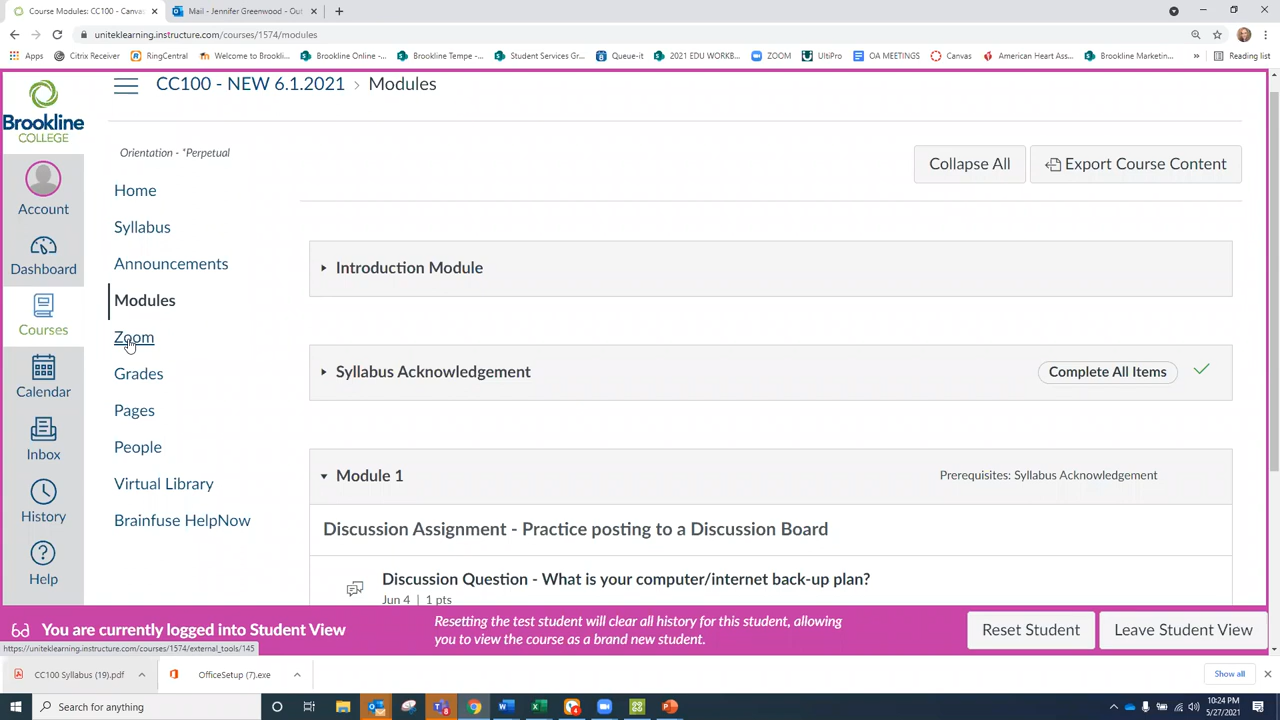 Course Modules: CC100 - Canvas
Mail - Jennifer Greenwood - Out
uniteklearning.instructure.com/courses/1574/modules
Apps
Citrix Receiver
RingCentral
Welcome to Brookline...
Brookline Online -...
Brookline Tempe -...
Student Services Gr...
Queue-it
2021 EDU WORKB...
ZOOM
UltiPro
OA MEETINGS
Canvas
American Heart Ass...
Brookline Marketin...
»
Reading list
CC100 - NEW 6.1.2021 › Modules
Brookline
COLLEGE
Account
Dashboard
Courses
Calendar
Inbox
History
Help
Orientation - *Perpetual
Home
Syllabus
Announcements
Modules
Zoom
Grades
Pages
People
Virtual Library
Brainfuse HelpNow
Collapse All
Export Course Content
Introduction Module
Syllabus Acknowledgement
Complete All Items
Module 1
Prerequisites: Syllabus Acknowledgement
Discussion Assignment - Practice posting to a Discussion Board
Discussion Question - What is your computer/internet back-up plan?
Jun 4 | 1 pts
You are currently logged into Student View
Resetting the test student will clear all history for this student, allowing
you to view the course as a brand new student.
Reset Student
Leave Student View
https://uniteklearning.instructure.com/courses/1574/external_tools/145
CC100 Syllabus (19).pdf
OfficeSetup (7).exe
Show all
Search for anything
10:24 PM
5/27/2021